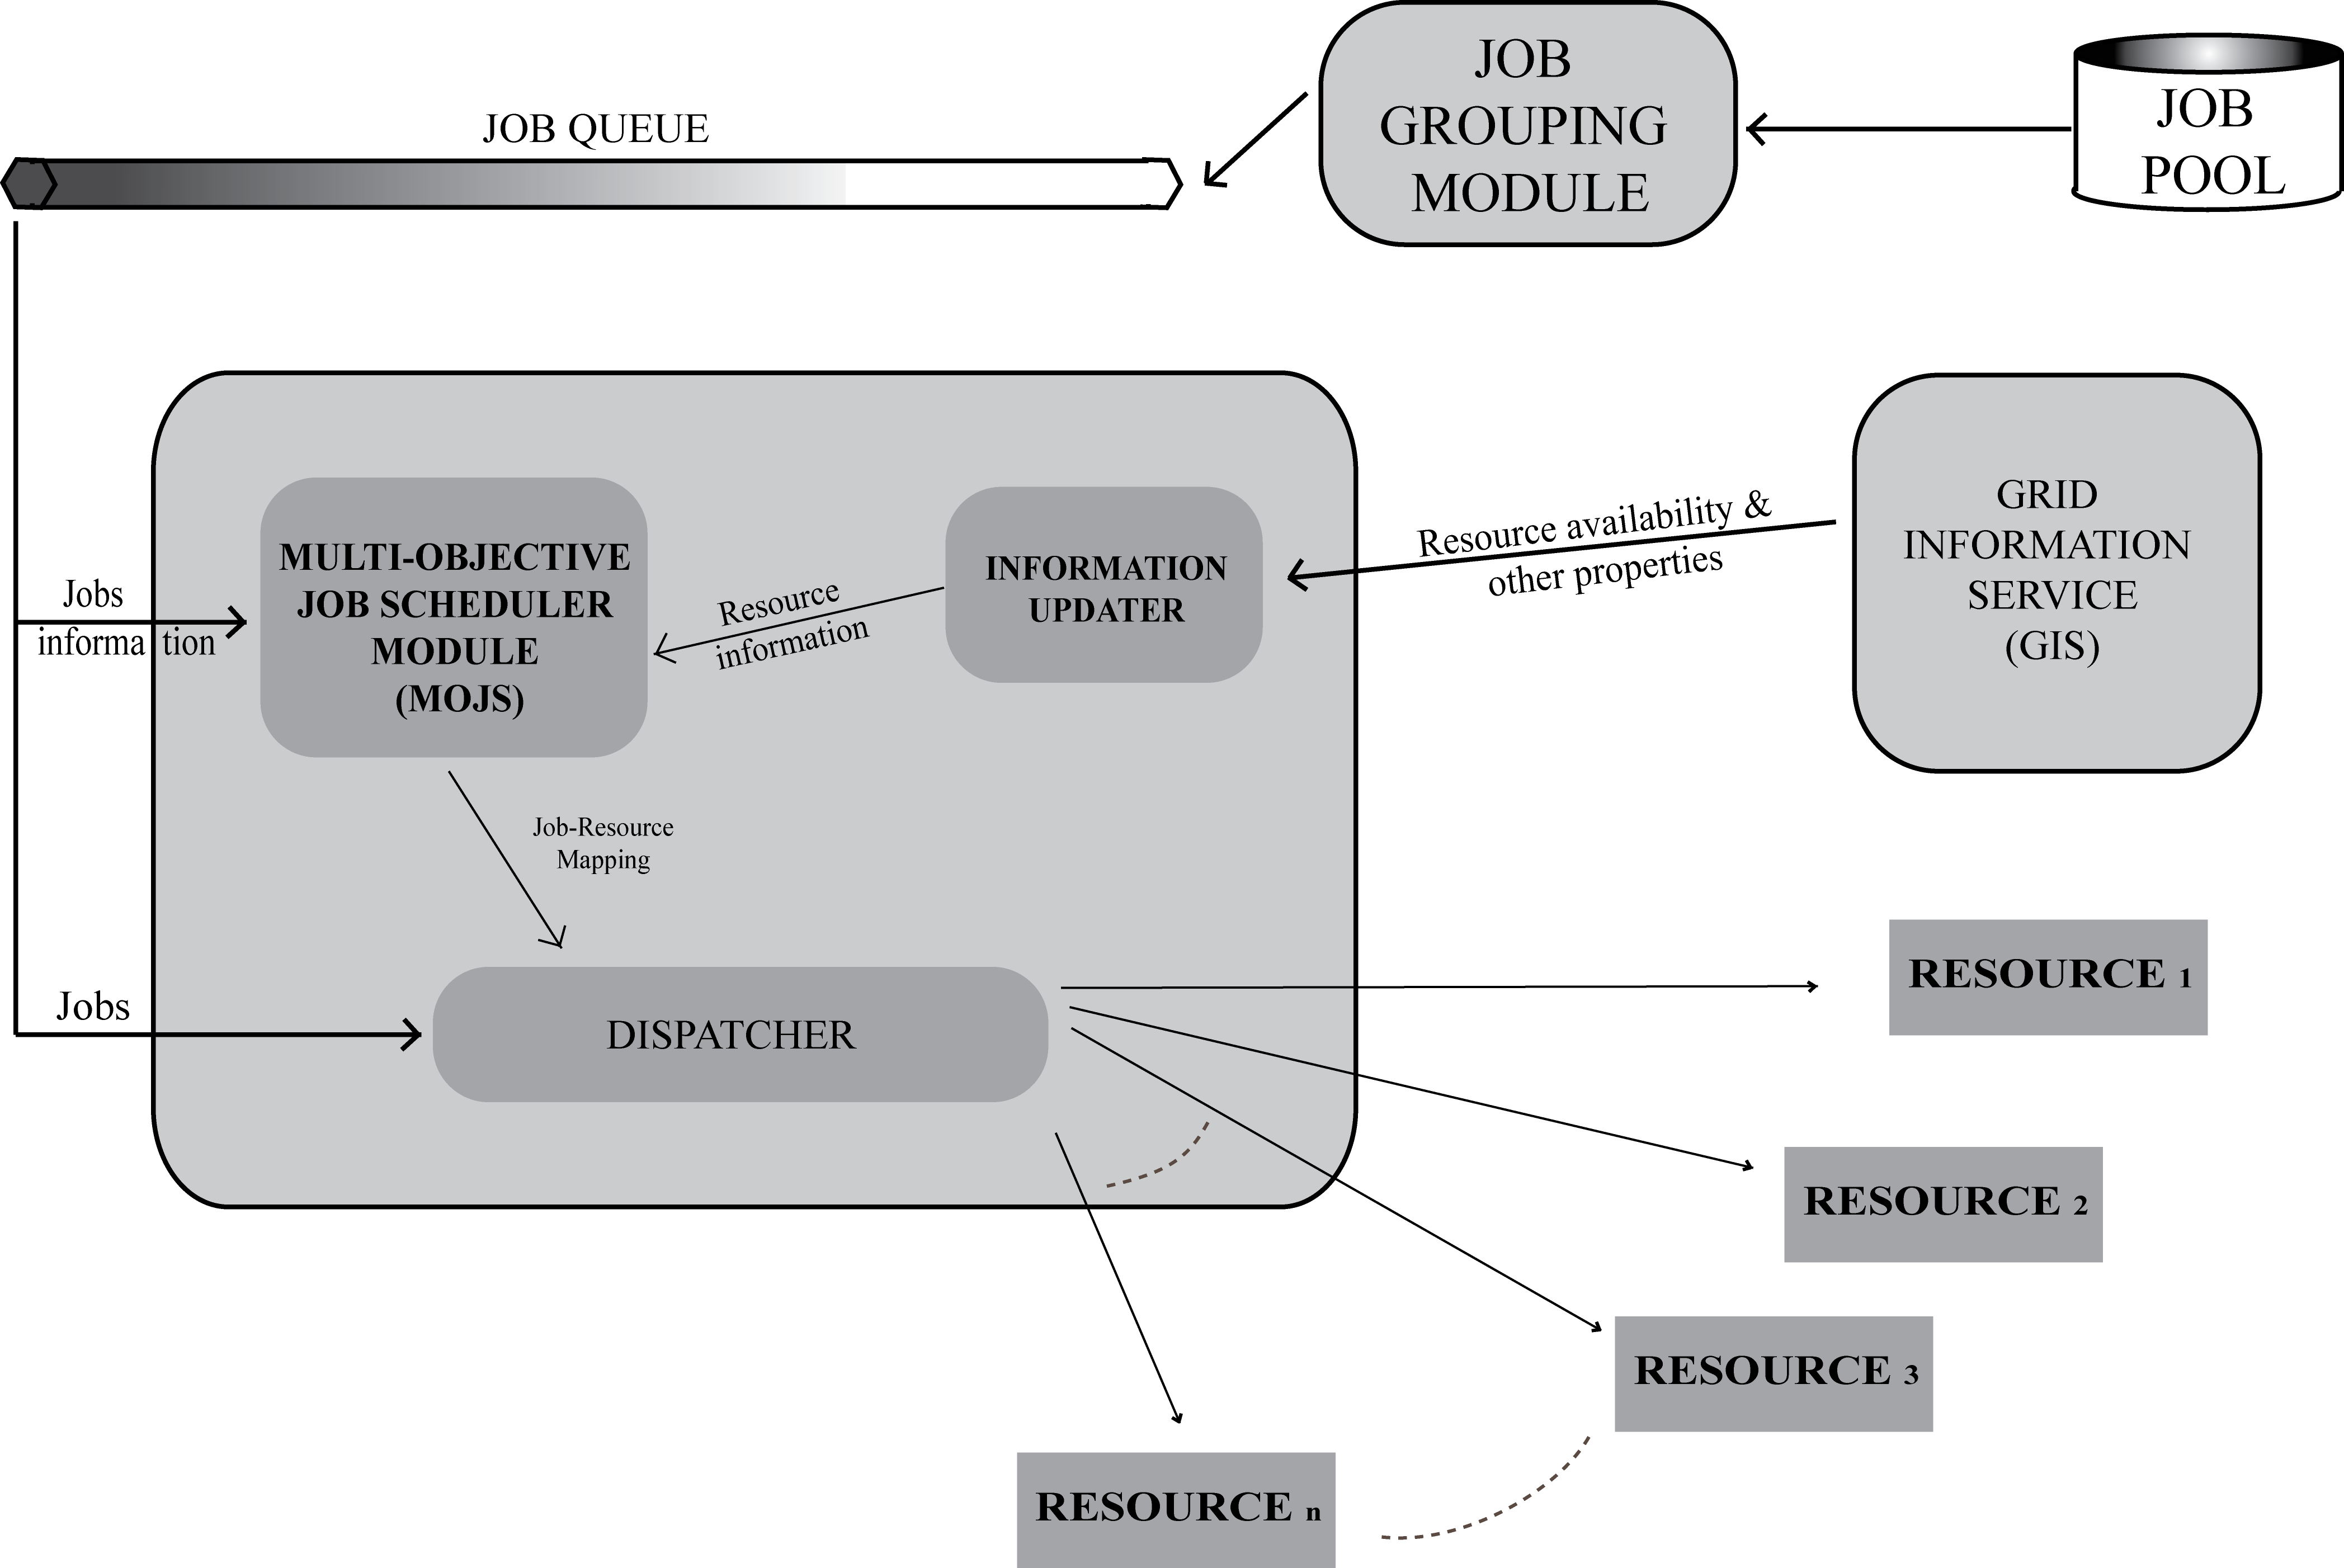 JOB
GROUPING
MODULE
JOB
POOL
JOB QUEUE
GRID
INFORMATION
SERVICE
(GIS)
Resource availability &
other properties
INFORMATION
UPDATER
Resource
information
MULTI-OBJECTIVE
JOB SCHEDULER
MODULE
(MOJS)
Jobs
information
Job-Resource
Mapping
Jobs
DISPATCHER
RESOURCE 1
RESOURCE 2
RESOURCE 3
RESOURCE n